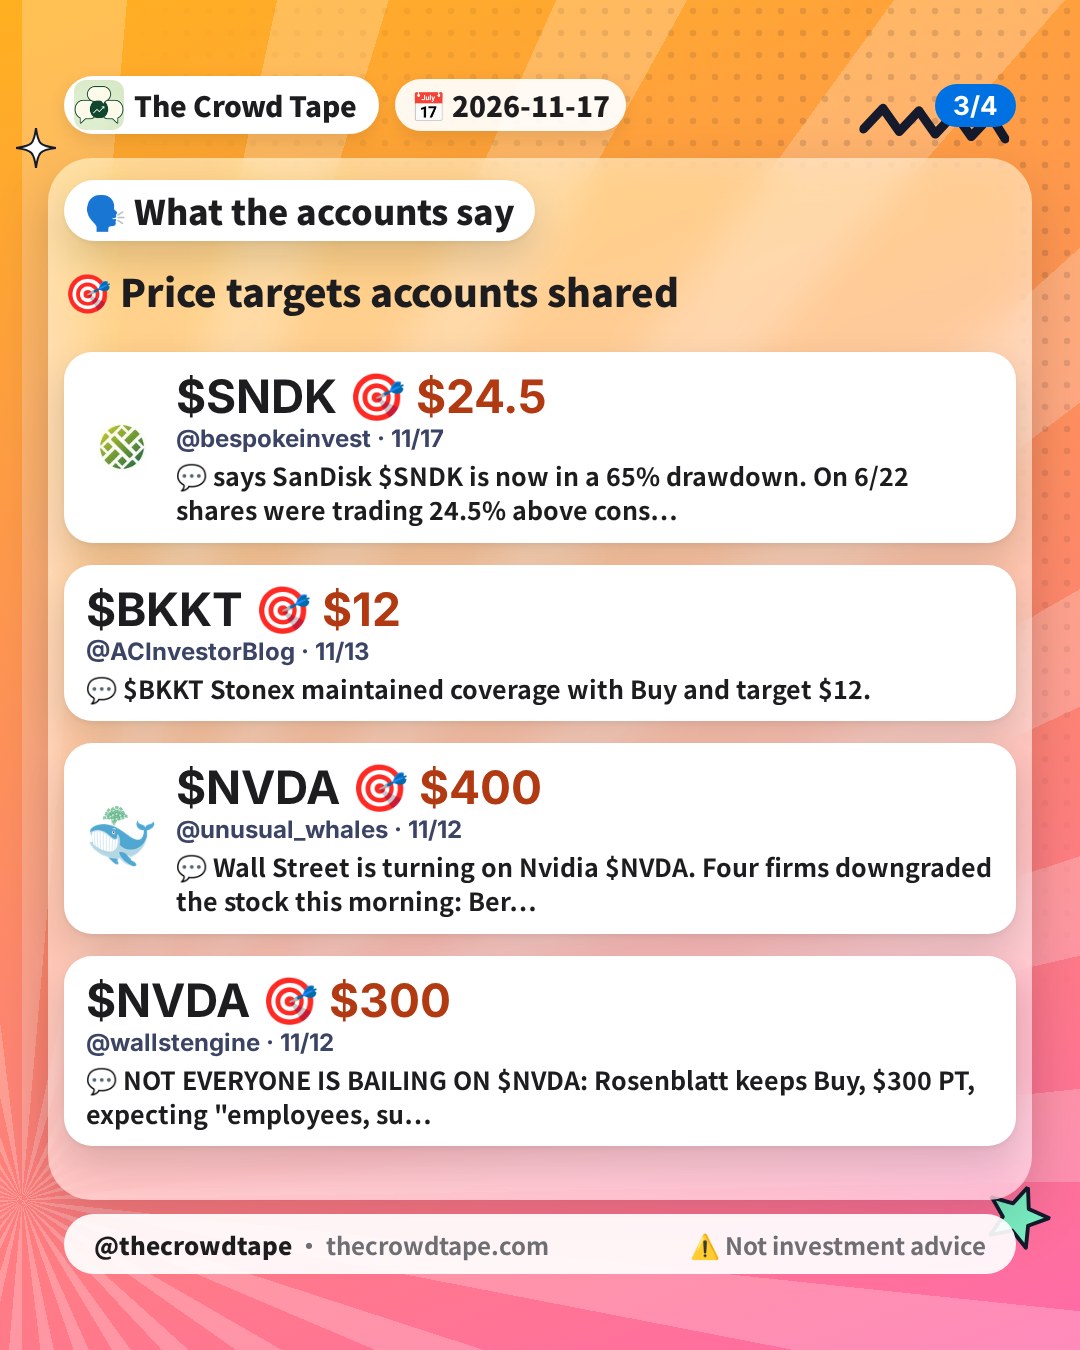 The Crowd Tape
July 17 2026-11-17
3/4
What the accounts say
Price targets accounts shared
$SNDK $24.5
@bespokeinvest · 11/17
says SanDisk $SNDK is now in a 65% drawdown. On 6/22
shares were trading 24.5% above cons...
$BKKT $12
@ACInvestorBlog · 11/13
$BKKT Stonex maintained coverage with Buy and target $12.
$NVDA $400
@unusual_whales · 11/12
Wall Street is turning on Nvidia $NVDA. Four firms downgraded
the stock this morning: Ber...
$NVDA $300
@wallstengine · 11/12
NOT EVERYONE IS BAILING ON $NVDA: Rosenblatt keeps Buy, $300 PT,
expecting "employees, su...
@thecrowdtape • thecrowdtape.com
Not investment advice